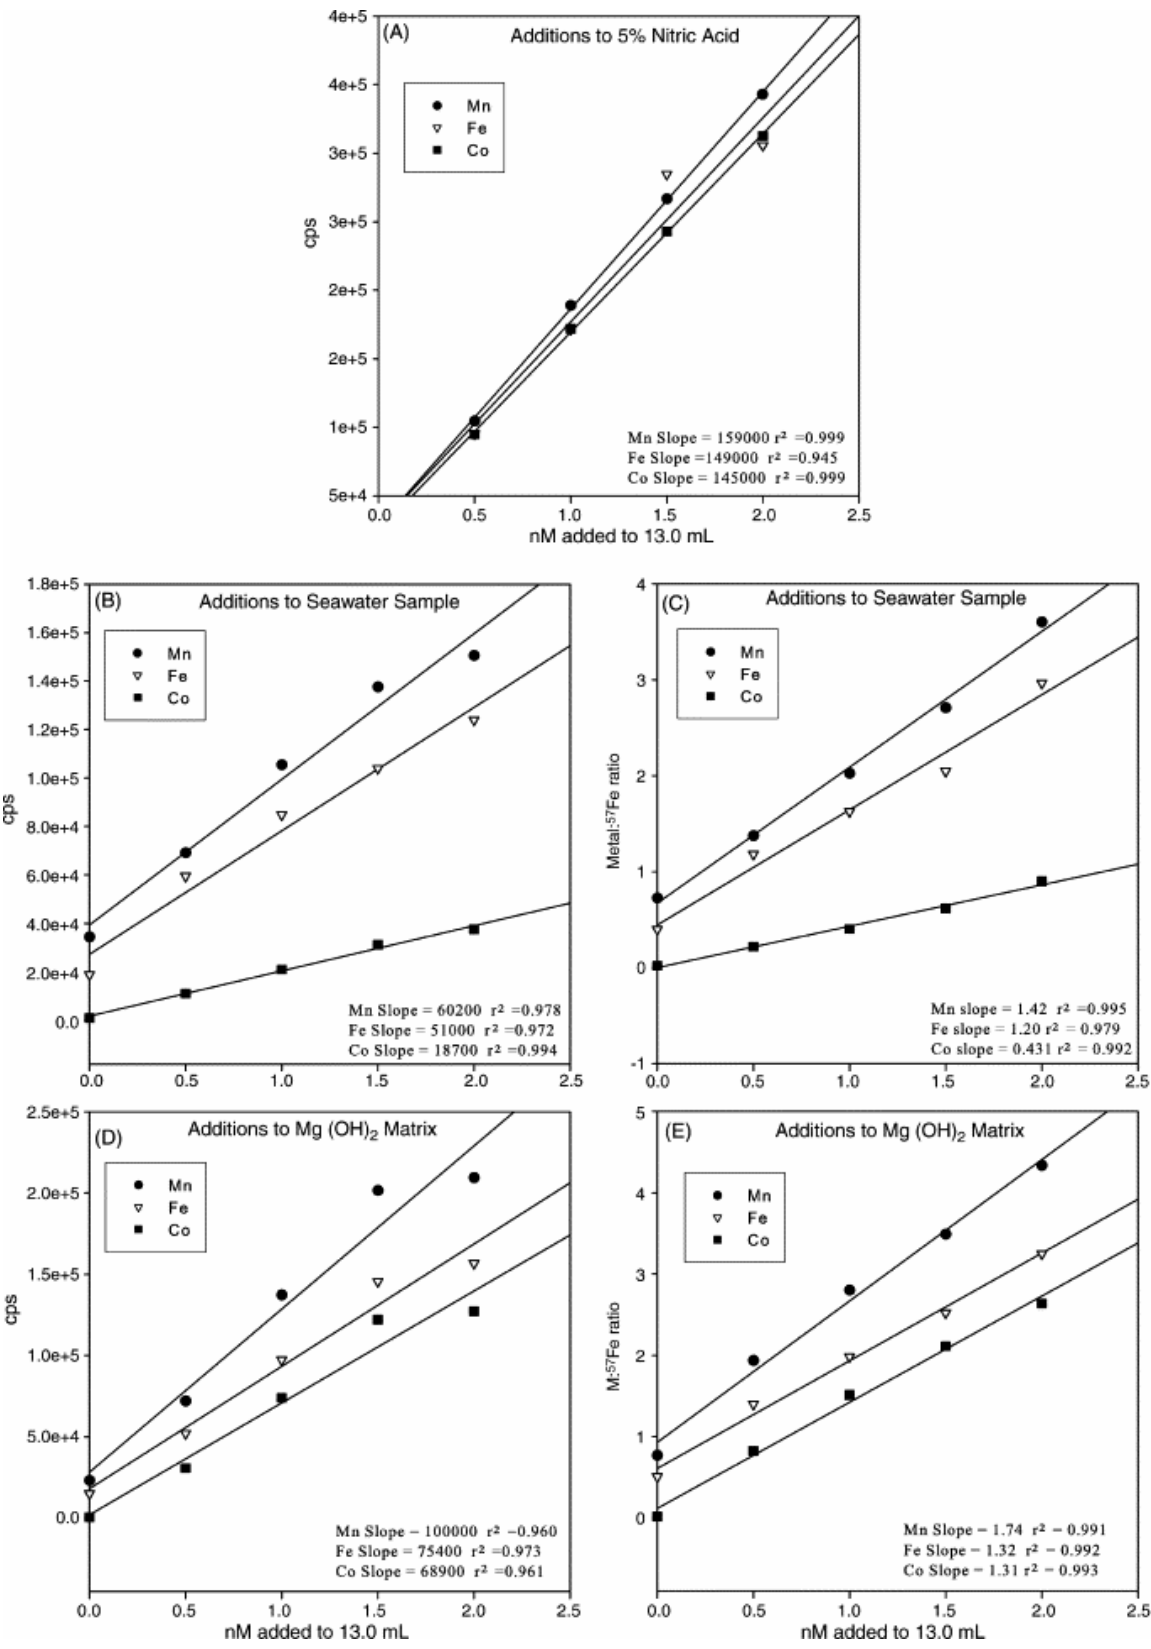 4e+5
(A)
Additions to 5% Nitric Acid
4e+5
Mn
Fe
Co
3e+5
3e+5
cps
2e+5
2e+5
1e+5
Mn Slope = 159000 r² =0.999
Fe Slope =149000 r² =0.945
Co Slope = 145000 r² =0.999
5e+4
0.0 0.5 1.0 1.5 2.0 2.5
nM added to 13.0 mL
1.8e+5
(B)
Additions to Seawater Sample
1.6e+5
Mn
Fe
Co
1.4e+5
1.2e+5
1.0e+5
cps
8.0e+4
6.0e+4
4.0e+4
2.0e+4
0.0
Mn Slope = 60200 r² =0.978
Fe Slope = 51000 r² =0.972
Co Slope = 18700 r² =0.994
0.0 0.5 1.0 1.5 2.0 2.5
4
(C)
Additions to Seawater Sample
Mn
Fe
Co
3
2
Metal:⁵⁷Fe ratio
1
0
Mn slope = 1.42 r² =0.995
Fe slope = 1.20 r² = 0.979
Co slope = 0.431 r² = 0.992
-1
0.0 0.5 1.0 1.5 2.0 2.5
2.5e+5
(D)
Additions to Mg (OH)₂ Matrix
Mn
Fe
Co
2.0e+5
1.5e+5
cps
1.0e+5
5.0e+4
0.0
Mn Slope − 100000 r² −0.960
Fe Slope = 75400 r² =0.973
Co Slope = 68900 r² =0.961
0.0 0.5 1.0 1.5 2.0 2.5
nM added to 13.0 mL
5
(E)
Additions to Mg (OH)₂ Matrix
Mn
Fe
Co
4
3
M:⁵⁷Fe ratio
2
1
0
Mn Slope − 1.74 r² − 0.991
Fe Slope − 1.32 r² − 0.992
Co Slope − 1.31 r² − 0.993
0.0 0.5 1.0 1.5 2.0 2.5
nM added to 13.0 mL